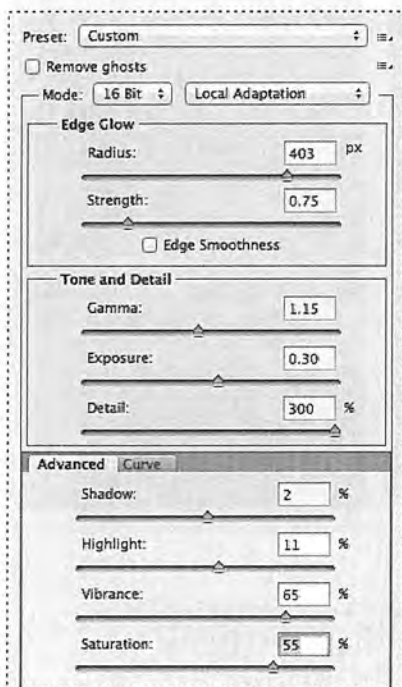 Preset: Custom
Remove ghosts
Mode: 16 Bit Local Adaptation
Edge Glow
Radius: 403 px
Strength: 0.75
Edge Smoothness
Tone and Detail
Gamma: 1.15
Exposure: 0.30
Detail: 300 %
Advanced Curve
Shadow: 2 %
Highlight: 11 %
Vibrance: 65 %
Saturation: 55 %